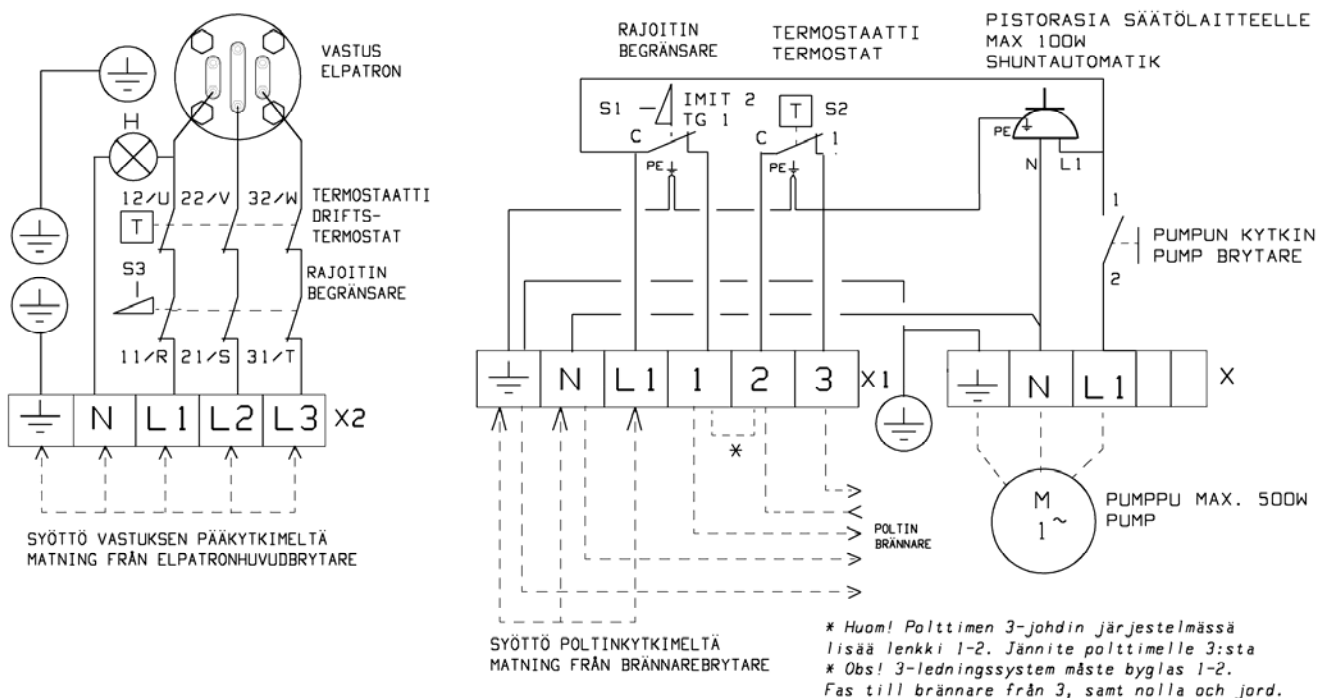 VASTUS
ELPATRON
H
12/U 22/V 32/W
T
TERMOSTAATTI
DRIFTS-
TERMOSTAT
S3
RAJOITIN
BEGRÄNSARE
11/R 21/S 31/T
N L1 L2 L3 X2
SYÖTTÖ VASTUKSEN PÄÄKYTKIMELTÄ
MATNING FRÅN ELPATRONHUVUDBRYTARE
RAJOITIN
BEGRÄNSARE
TERMOSTAATTI
TERMOSTAT
PISTORASIA SÄÄTÖLAITTEELLE
MAX 100W
SHUNTAUTOMATIK
S1
IMIT 2
TG 1
T S2
C
C 1
PE
PE
PE
N L1
1
2
PUMPUN KYTKIN
PUMP BRYTARE
N L1 1 2 3 X1
*
N L1 X
POLTIN
BRÄNNARE
M
1~
PUMPPU MAX. 500W
PUMP
SYÖTTÖ POLTINKYTKIMELTÄ
MATNING FRÅN BRÄNNAREBRYTARE
* Huom! Polttimen 3-johdin järjestelmässä
lisää lenkki 1-2. Jännite polttimelle 3:sta
* Obs! 3-ledningssystem måste byglas 1-2.
Fas till brännare från 3, samt nolla och jord.